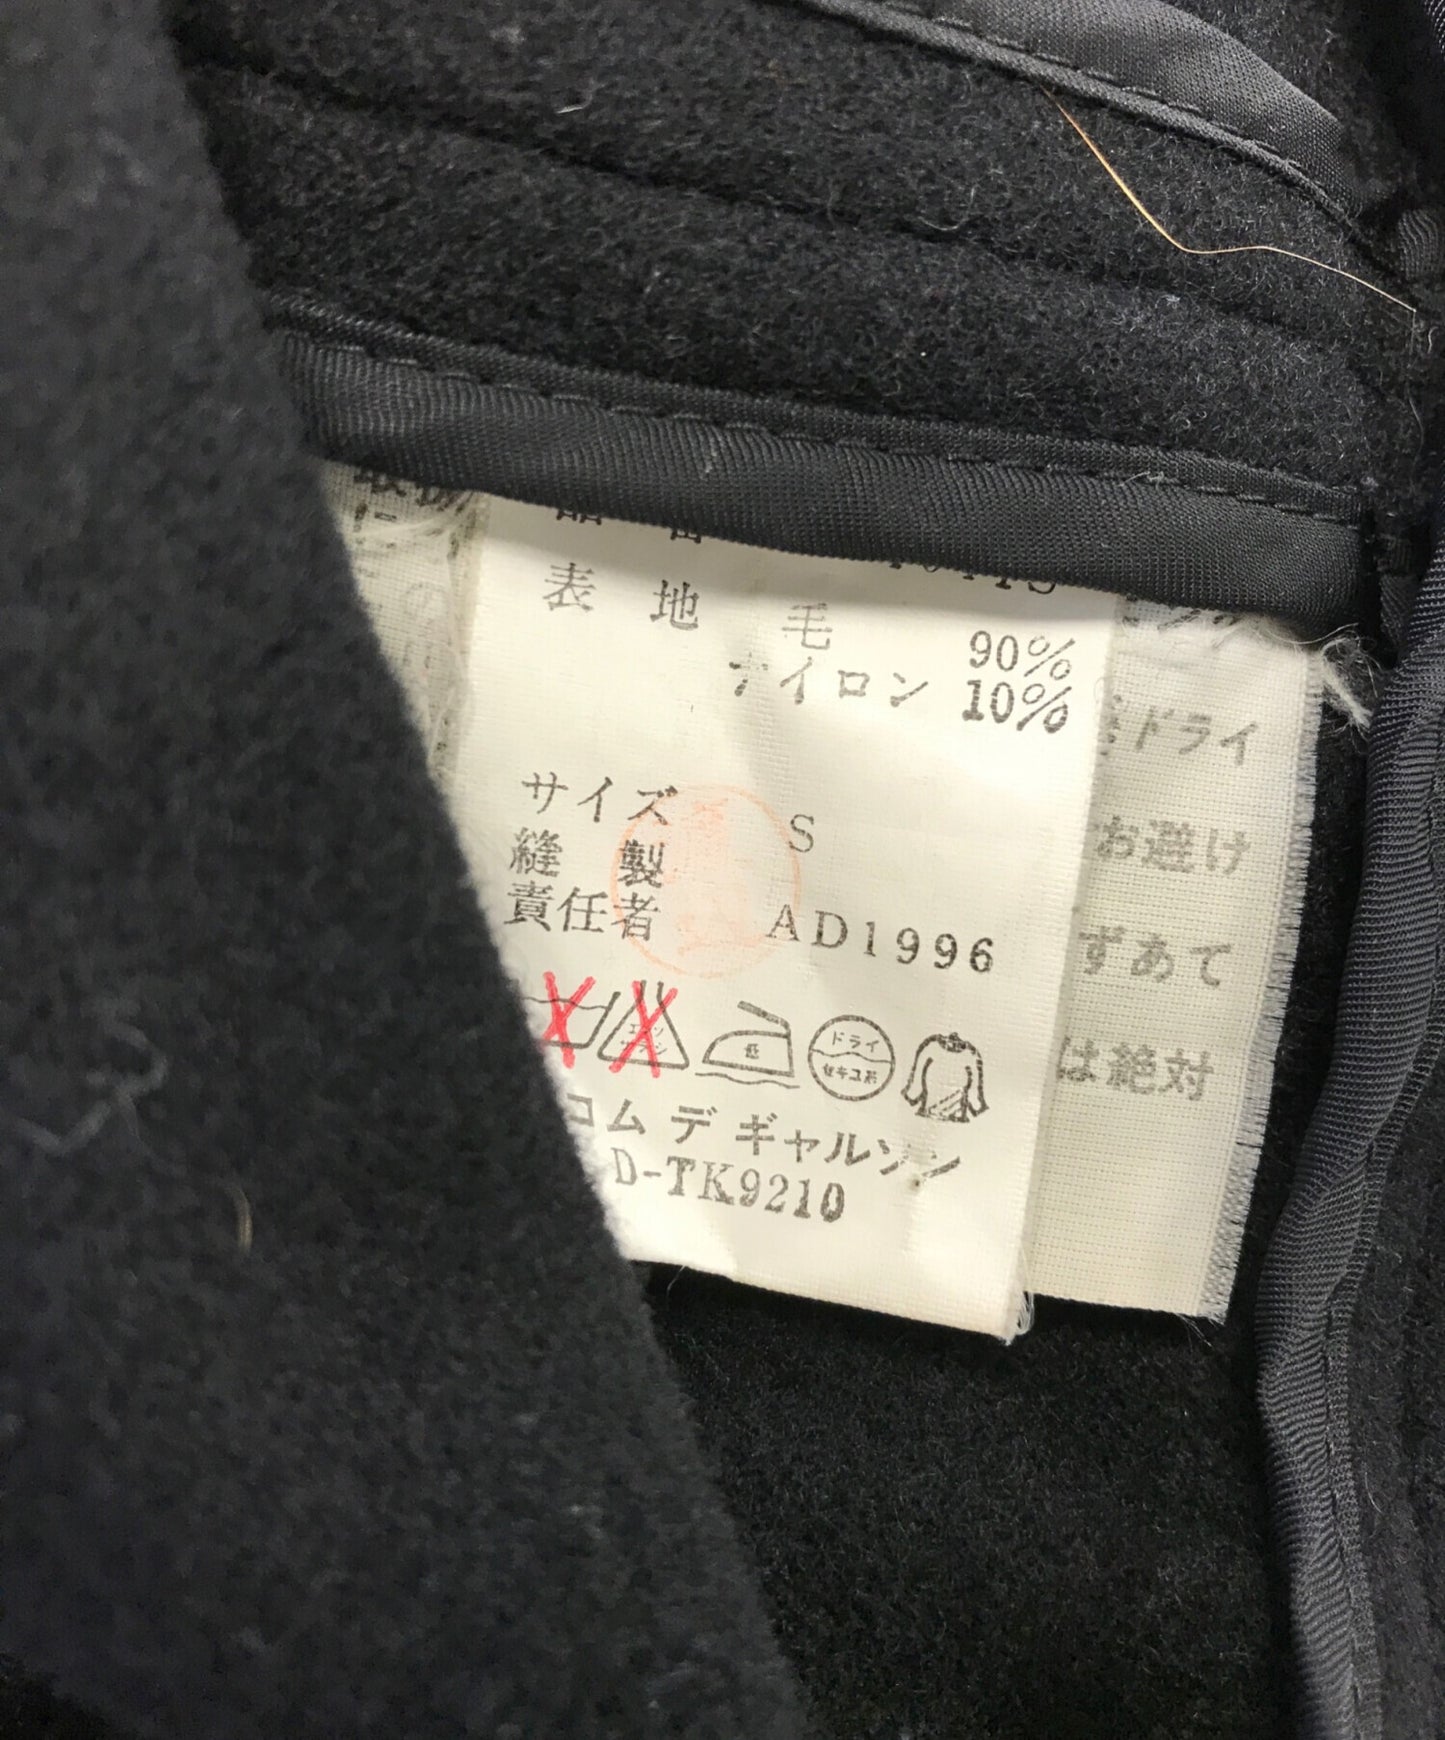 表 地 毛 90%
ナイロン 10%
サイズ S
縫 製
責任者 AD1996
ドライ
セキユ系
低
コム デ ギャルソン
D-TK9210
ドライ
お避け
ずあて
は絶対